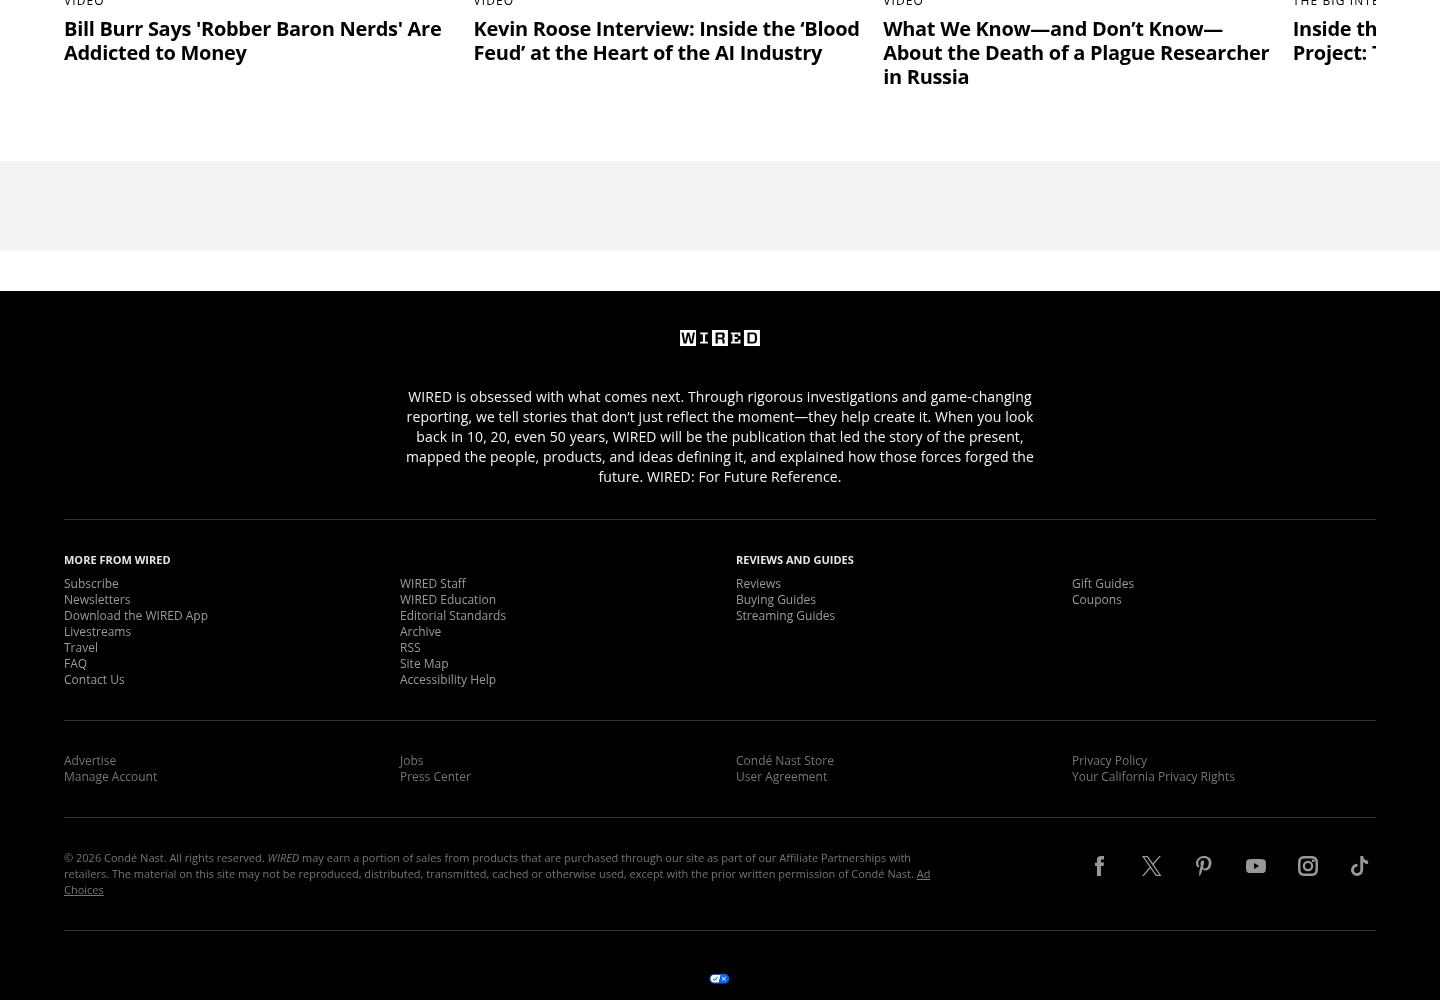 VIDEO
Bill Burr Says 'Robber Baron Nerds' Are
Addicted to Money
VIDEO
Kevin Roose Interview: Inside the ‘Blood
Feud’ at the Heart of the AI Industry
VIDEO
What We Know—and Don’t Know—
About the Death of a Plague Researcher
in Russia
THE BIG INTE
Inside th
Project:
WIRED
WIRED is obsessed with what comes next. Through rigorous investigations and game-changing
reporting, we tell stories that don’t just reflect the moment—they help create it. When you look
back in 10, 20, even 50 years, WIRED will be the publication that led the story of the present,
mapped the people, products, and ideas defining it, and explained how those forces forged the
future. WIRED: For Future Reference.
MORE FROM WIRED
Subscribe
Newsletters
Download the WIRED App
Livestreams
Travel
FAQ
Contact Us
WIRED Staff
WIRED Education
Editorial Standards
Archive
RSS
Site Map
Accessibility Help
REVIEWS AND GUIDES
Reviews
Buying Guides
Streaming Guides
Gift Guides
Coupons
Advertise
Manage Account
Jobs
Press Center
Condé Nast Store
User Agreement
Privacy Policy
Your California Privacy Rights
© 2026 Condé Nast. All rights reserved. WIRED may earn a portion of sales from products that are purchased through our site as part of our Affiliate Partnerships with
retailers. The material on this site may not be reproduced, distributed, transmitted, cached or otherwise used, except with the prior written permission of Condé Nast. Ad
Choices